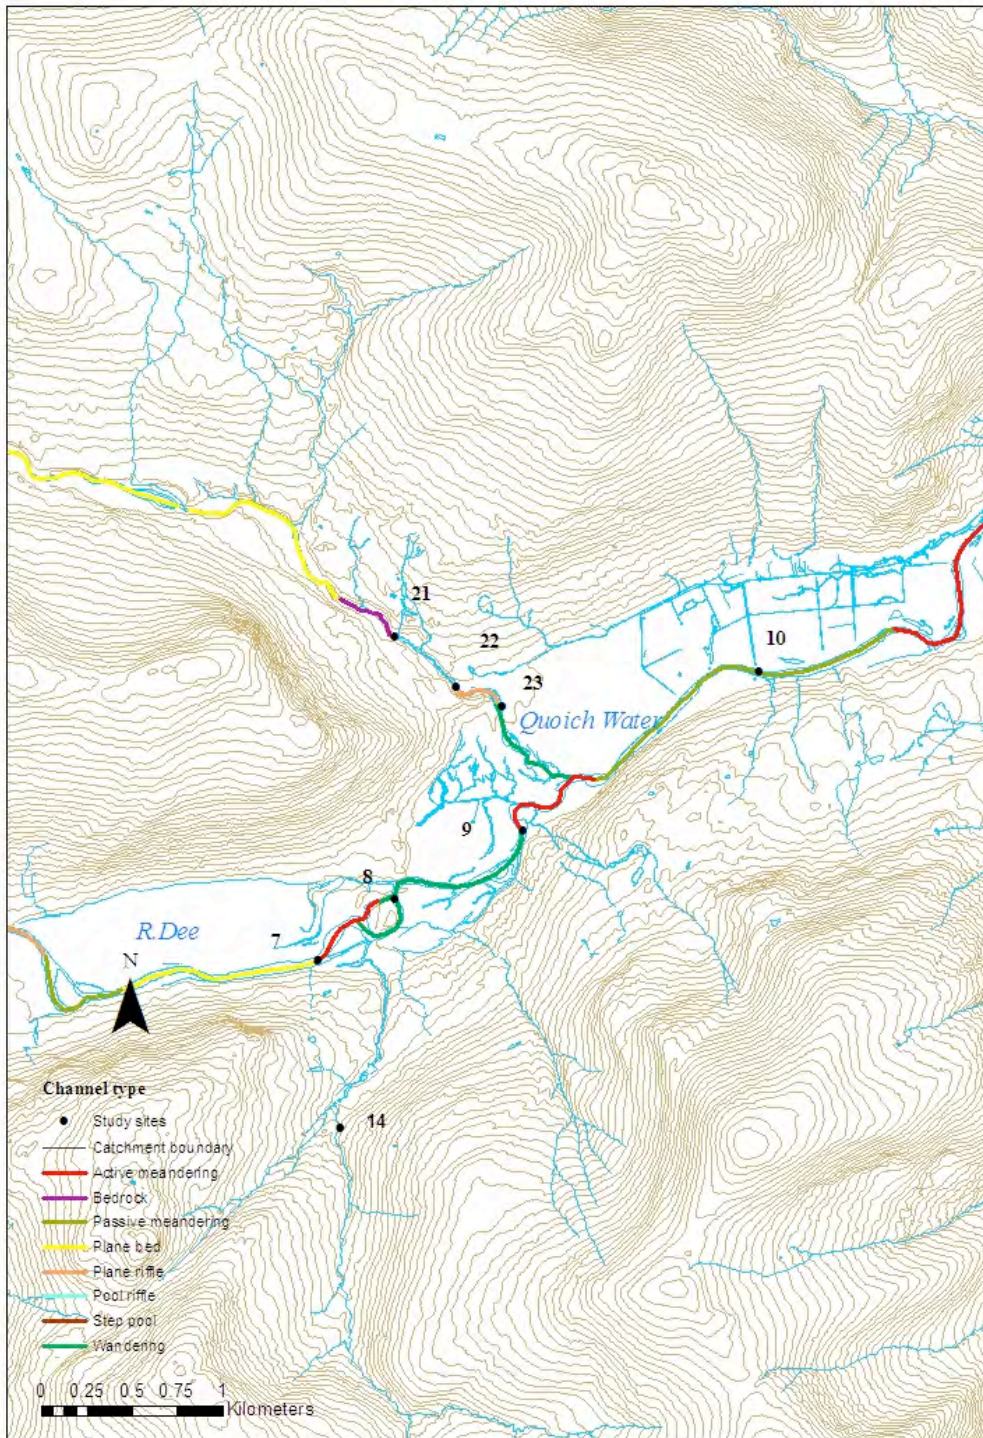 21
22
10
23
Quoich Water
9
8
R.Dee
7
N
Channel type
Study sites
14
Catchment boundary
Active meandering
Bedrock
Passive meandering
Plane bed
Plane riffle
Pool riffle
Step pool
Wandering
0 0.25 0.5 0.75 1
Kilometers